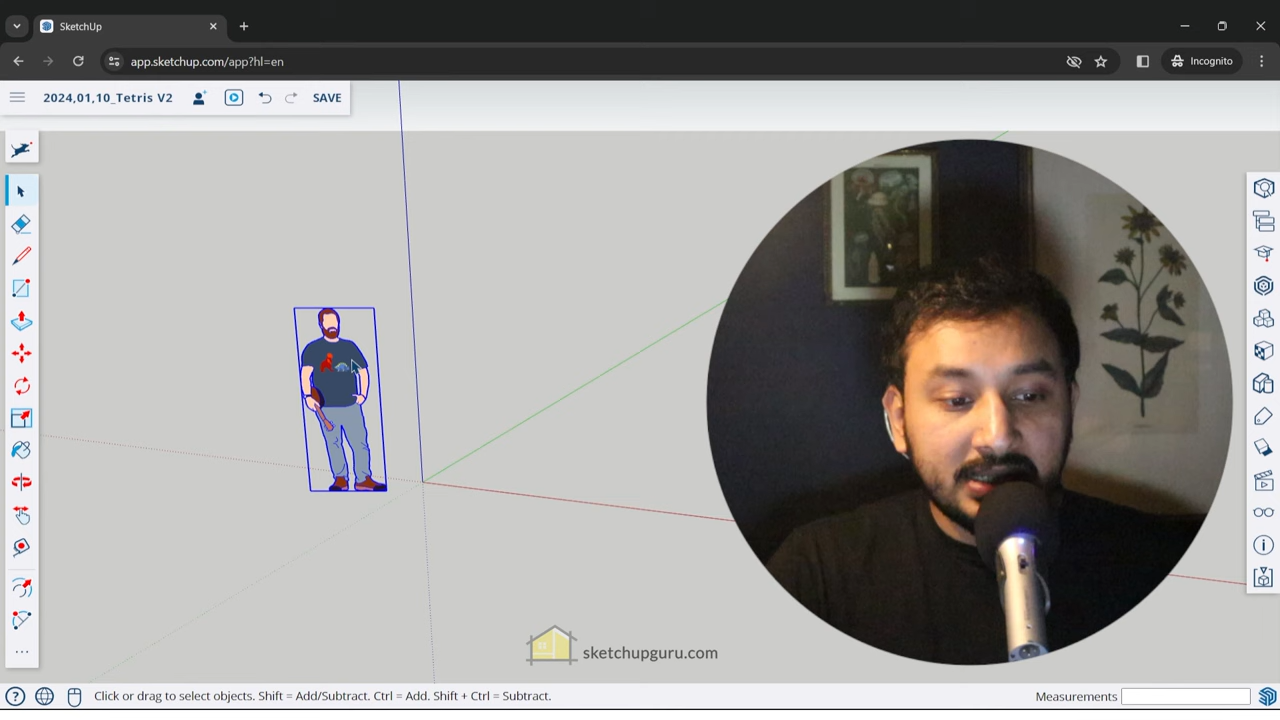 SketchUp
app.sketchup.com/app?hl=en
Incognito
2024,01,10_Tetris V2
SAVE
sketchupguru.com
Click or drag to select objects. Shift = Add/Subtract. Ctrl = Add. Shift + Ctrl = Subtract.
Measurements